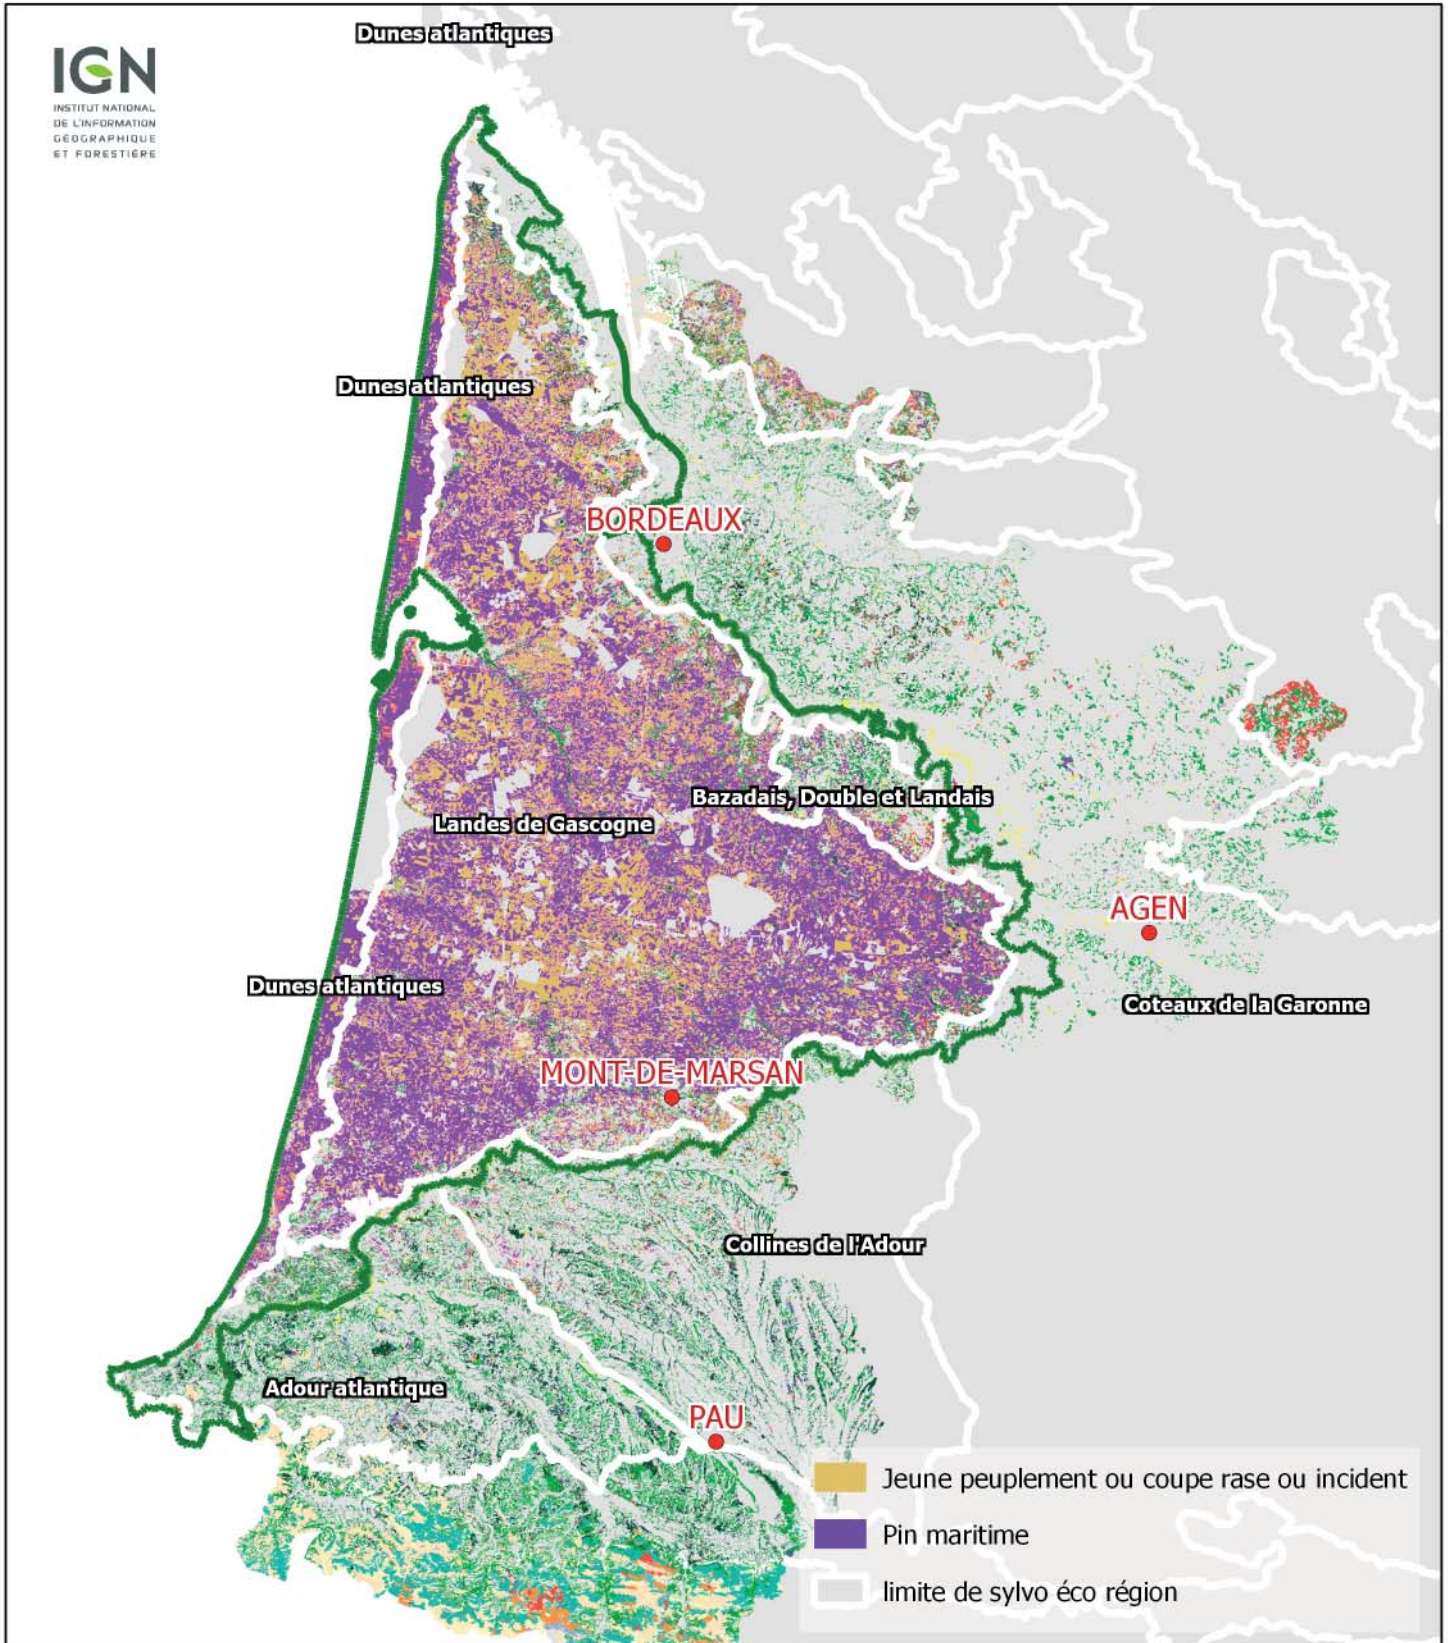 Dunes atlantiques
IGN
INSTITUT NATIONAL
DE L'INFORMATION
GÉOGRAPHIQUE
ET FORESTIÈRE
Dunes atlantiques
BORDEAUX
Bazadais, Double et Landais
Landes de Gascogne
AGEN
Dunes atlantiques
Coteaux de la Garonne
MONT-DE-MARSAN
Collines de l'Adour
Adour atlantique
PAU
Jeune peuplement ou coupe rase ou incident
Pin maritime
limite de sylvo éco région